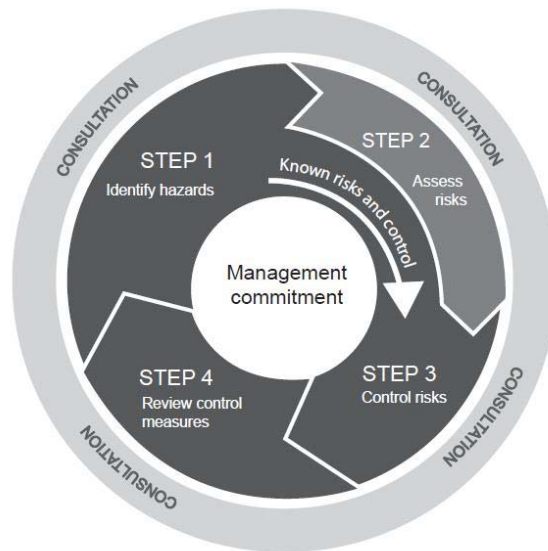 CONSULTATION
CONSULTATION
STEP 1
Identify hazards
STEP 2
Assess
risks
Known risks and control
Management
commitment
STEP 4
Review control
measures
STEP 3
Control risks
CONSULTATION
CONSULTATION